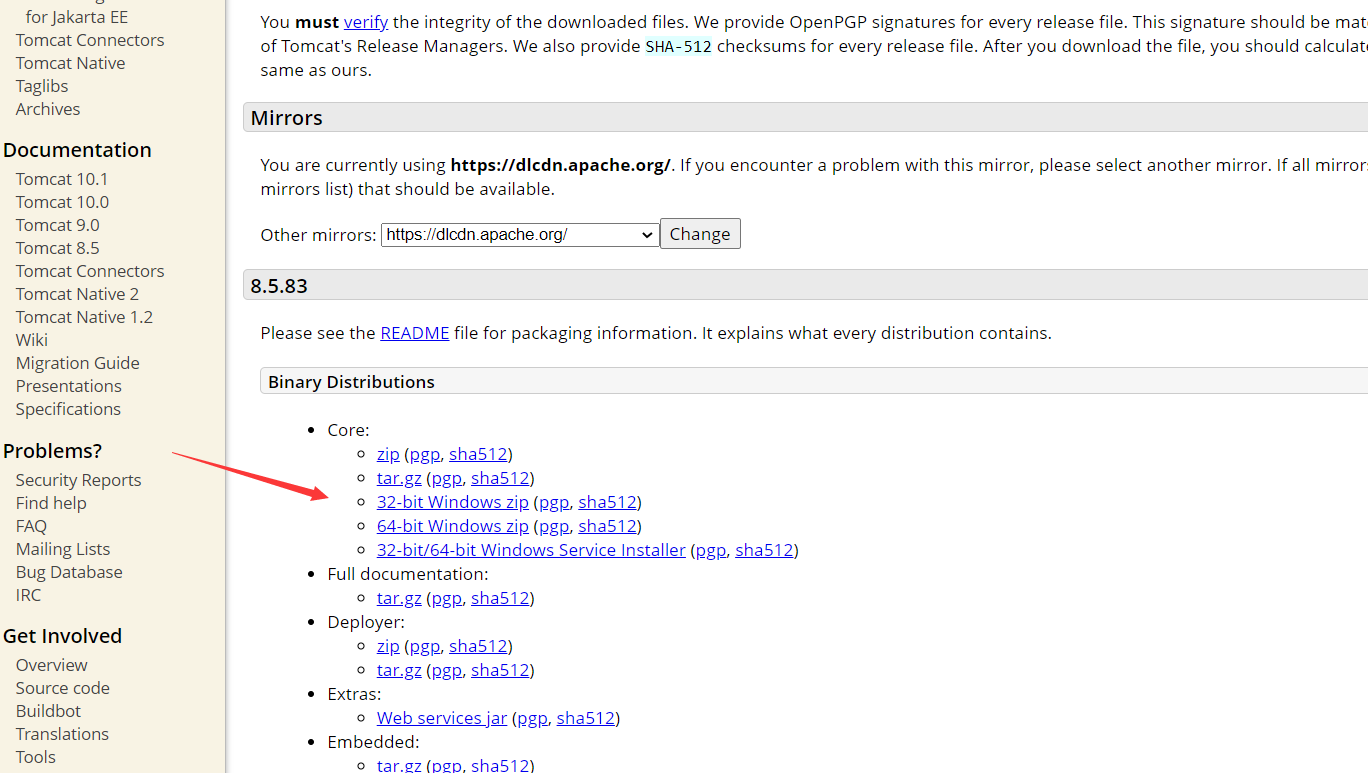 for Jakarta EE
Tomcat Connectors
Tomcat Native
Taglibs
Archives
Documentation
Tomcat 10.1
Tomcat 10.0
Tomcat 9.0
Tomcat 8.5
Tomcat Connectors
Tomcat Native 2
Tomcat Native 1.2
Wiki
Migration Guide
Presentations
Specifications
Problems?
Security Reports
Find help
FAQ
Mailing Lists
Bug Database
IRC
Get Involved
Overview
Source code
Buildbot
Translations
Tools
You must verify the integrity of the downloaded files. We provide OpenPGP signatures for every release file. This signature should be mat
of Tomcat's Release Managers. We also provide SHA-512 checksums for every release file. After you download the file, you should calculat
same as ours.
Mirrors
You are currently using https://dlcdn.apache.org/. If you encounter a problem with this mirror, please select another mirror. If all mirror
mirrors list) that should be available.
Other mirrors: https://dlcdn.apache.org/ Change
8.5.83
Please see the README file for packaging information. It explains what every distribution contains.
Binary Distributions
• Core:
◦ zip (pgp, sha512)
◦ tar.gz (pgp, sha512)
◦ 32-bit Windows zip (pgp, sha512)
◦ 64-bit Windows zip (pgp, sha512)
◦ 32-bit/64-bit Windows Service Installer (pgp, sha512)
• Full documentation:
◦ tar.gz (pgp, sha512)
• Deployer:
◦ zip (pgp, sha512)
◦ tar.gz (pgp, sha512)
• Extras:
◦ Web services jar (pgp, sha512)
• Embedded:
◦ tar.gz (pgp, sha512)